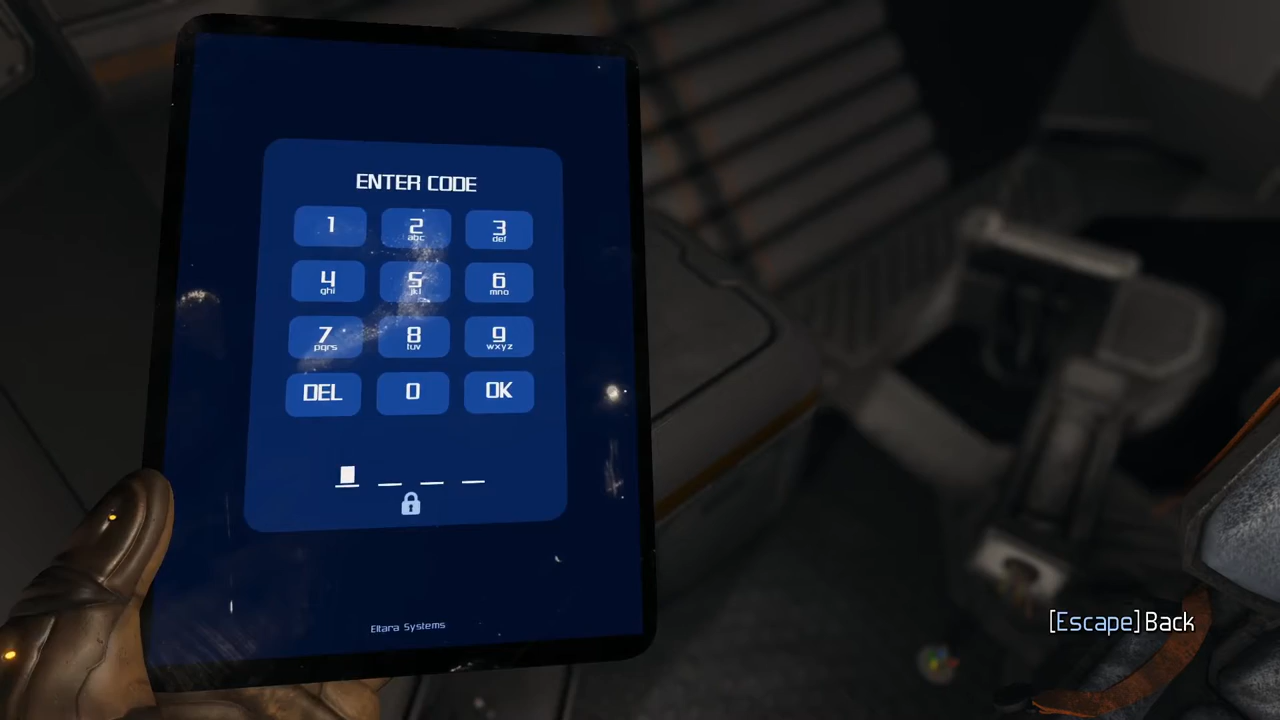 ENTER CODE
1
2
abc
3
def
4
ghi
5
jkl
6
mno
7
pqrs
8
tuv
9
wxyz
DEL
0
OK
Eltara Systems
[Escape] Back